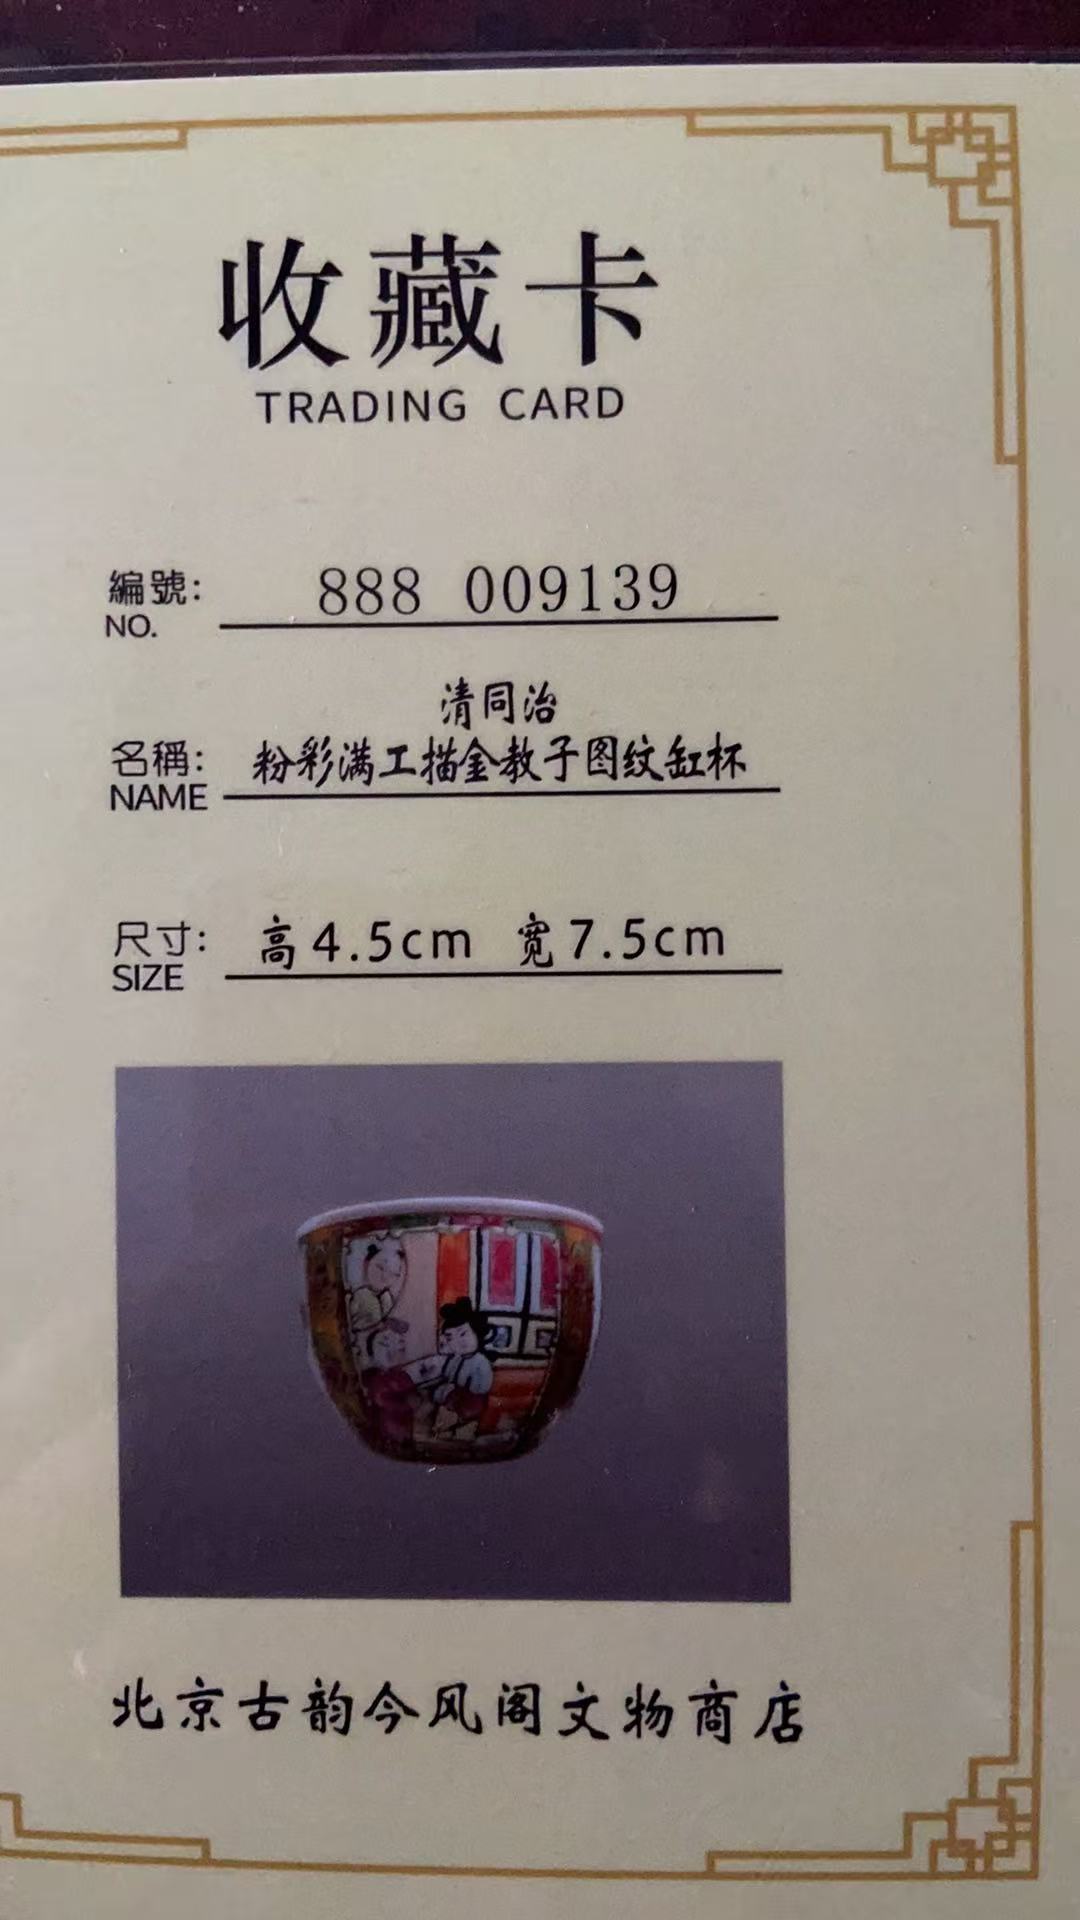 收藏卡
TRADING CARD
編號: 888 009139
NO.
清同治
名稱: 粉彩满工描金教子图纹缸杯
NAME
尺寸: 高4.5cm 宽7.5cm
SIZE
北京古韵今风阁文物商店